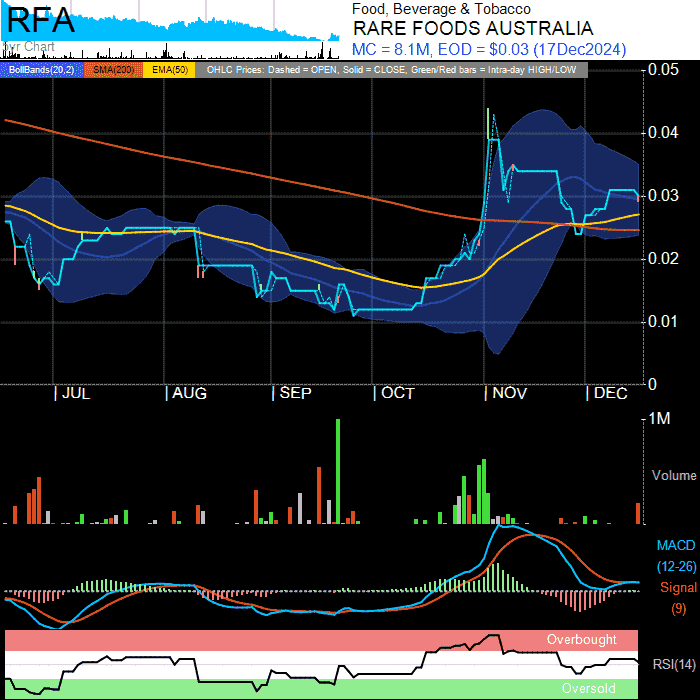 RFA
5yr Chart
Food, Beverage & Tobacco
RARE FOODS AUSTRALIA
MC = 8.1M, EOD = $0.03 (17Dec2024)
BollBands(20,2) SMA(200) EMA(50) OHLC Prices: Dashed = OPEN, Solid = CLOSE, Green/Red bars = Intra-day HIGH/LOW
0.05
0.04
0.03
0.02
0.01
0
| JUL | AUG | SEP | OCT | NOV | DEC
1M
Volume
MACD
(12-26)
Signal
(9)
Overbought
RSI(14)
Oversold